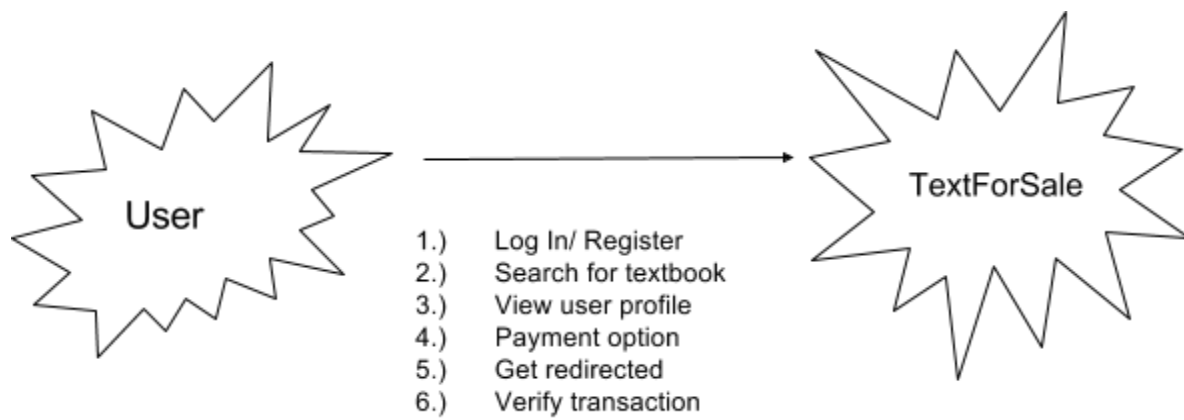 User
TextForSale
1.) Log In/ Register
2.) Search for textbook
3.) View user profile
4.) Payment option
5.) Get redirected
6.) Verify transaction